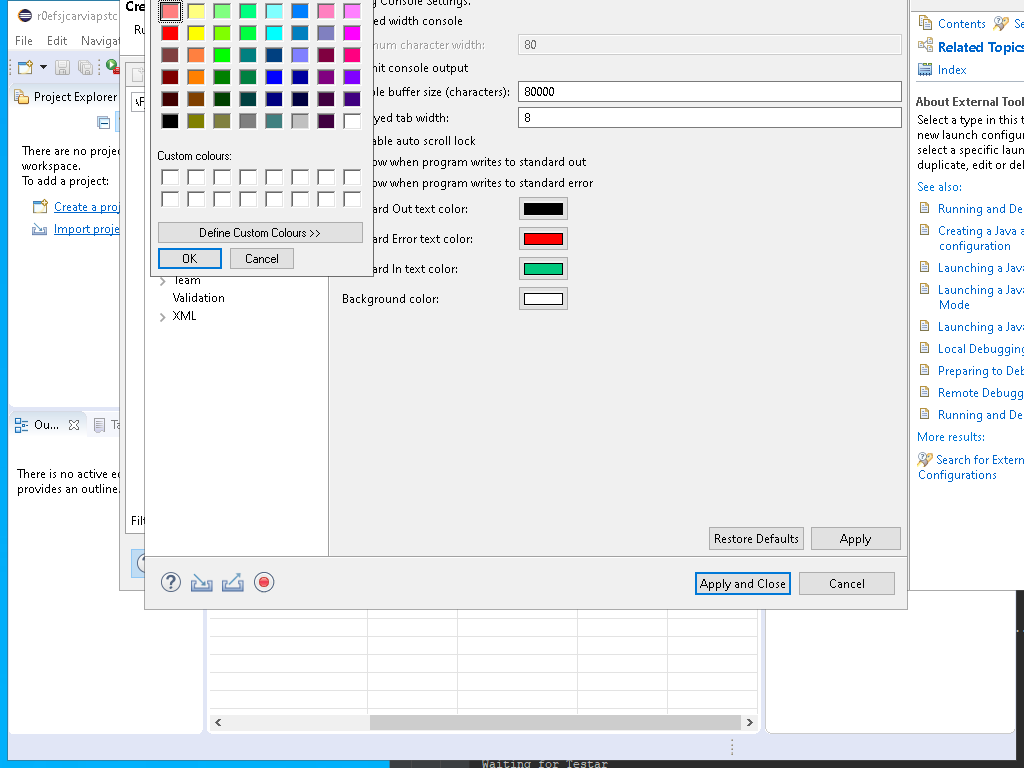 r0efsjcarviapstc
File Edit Navigat
Project Explorer
There are no proje
workspace.
To add a project:
Create a proj
Import proje
Ou...
Ta
There is no active ed
provides an outline.
Cre
Ru
Filt
Custom colours:
Define Custom Colours >>
OK
Cancel
Team
Validation
XML
g Console Settings.
ed width console
num character width:
80
nit console output
le buffer size (characters):
80000
yed tab width:
8
able auto scroll lock
ow when program writes to standard out
ow when program writes to standard error
ard Out text color:
ard Error text color:
ard In text color:
Background color:
Restore Defaults
Apply
Apply and Close
Cancel
Contents
Se
Related Topics
Index
About External Tool
Select a type in this t
new launch configur
select a specific laun
duplicate, edit or del
See also:
Running and De
Creating a Java a
configuration
Launching a Java
Launching a Java
Mode
Launching a Java
Local Debugging
Preparing to Deb
Remote Debugg
Running and De
More results:
Search for Extern
Configurations
Waiting for Testar